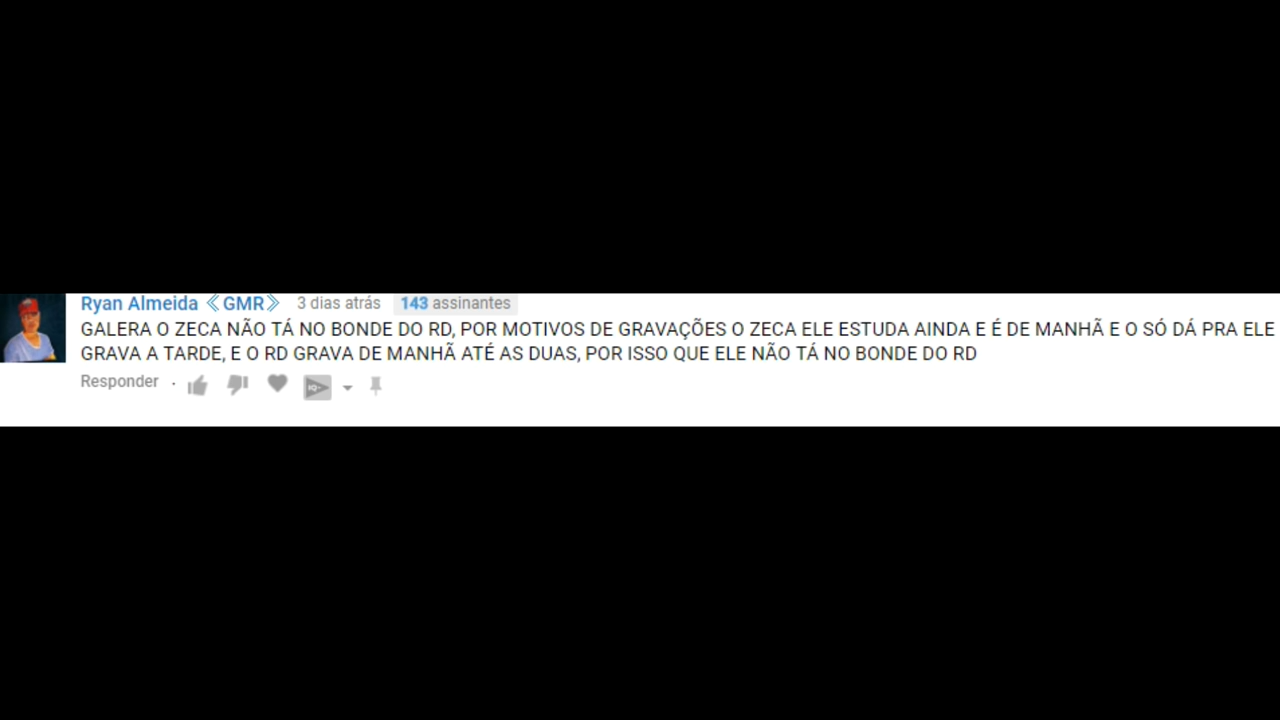 Ryan Almeida 《GMR》 3 dias atrás 143 assinantes
GALERA O ZECA NÃO TÁ NO BONDE DO RD, POR MOTIVOS DE GRAVAÇÕES O ZECA ELE ESTUDA AINDA E É DE MANHÃ E O SÓ DÁ PRA ELE
GRAVA A TARDE, E O RD GRAVA DE MANHÃ ATÉ AS DUAS, POR ISSO QUE ELE NÃO TÁ NO BONDE DO RD
Responder ·